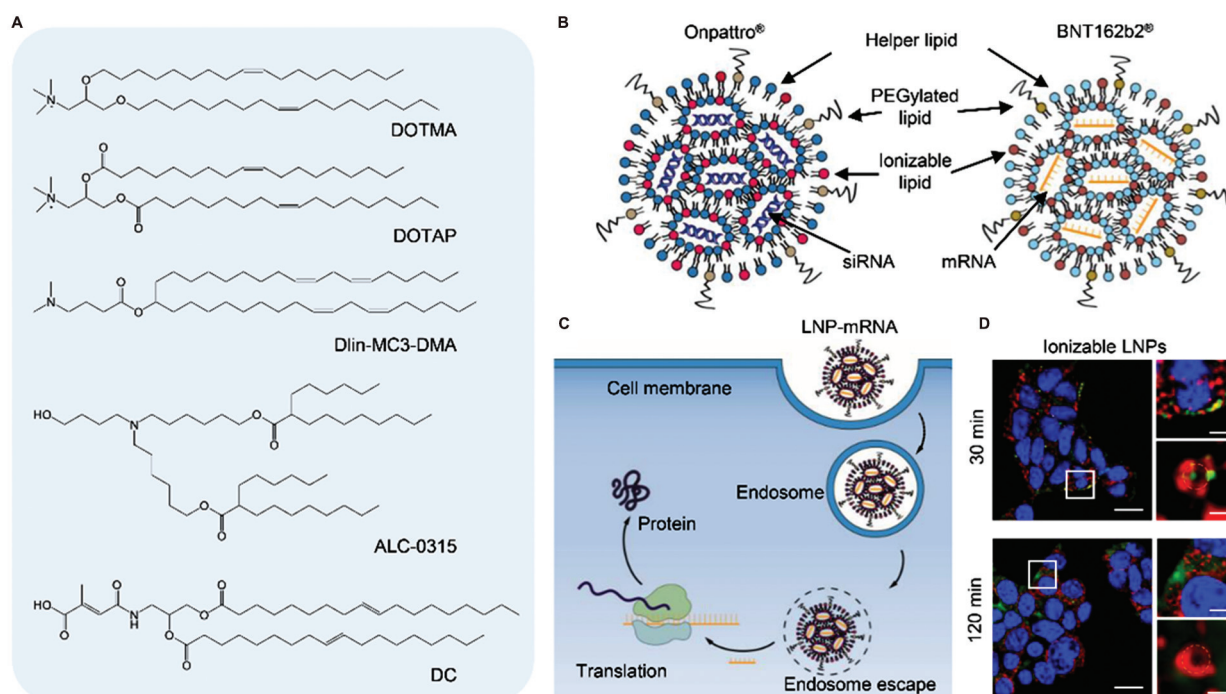 A
N
O
O
DOTMA
O
O
N
O
O
DOTAP
N
O
O
Dlin-MC3-DMA
HO
N
O
O
O
O
ALC-0315
HO
O
O
N
H
O
O
O
O
DC
B
Onpattro®
BNT162b2®
Helper lipid
PEGylated
lipid
Ionizable
lipid
siRNA
mRNA
C
LNP-mRNA
Cell membrane
Endosome
Protein
Translation
Endosome escape
D
Ionizable LNPs
30 min
120 min